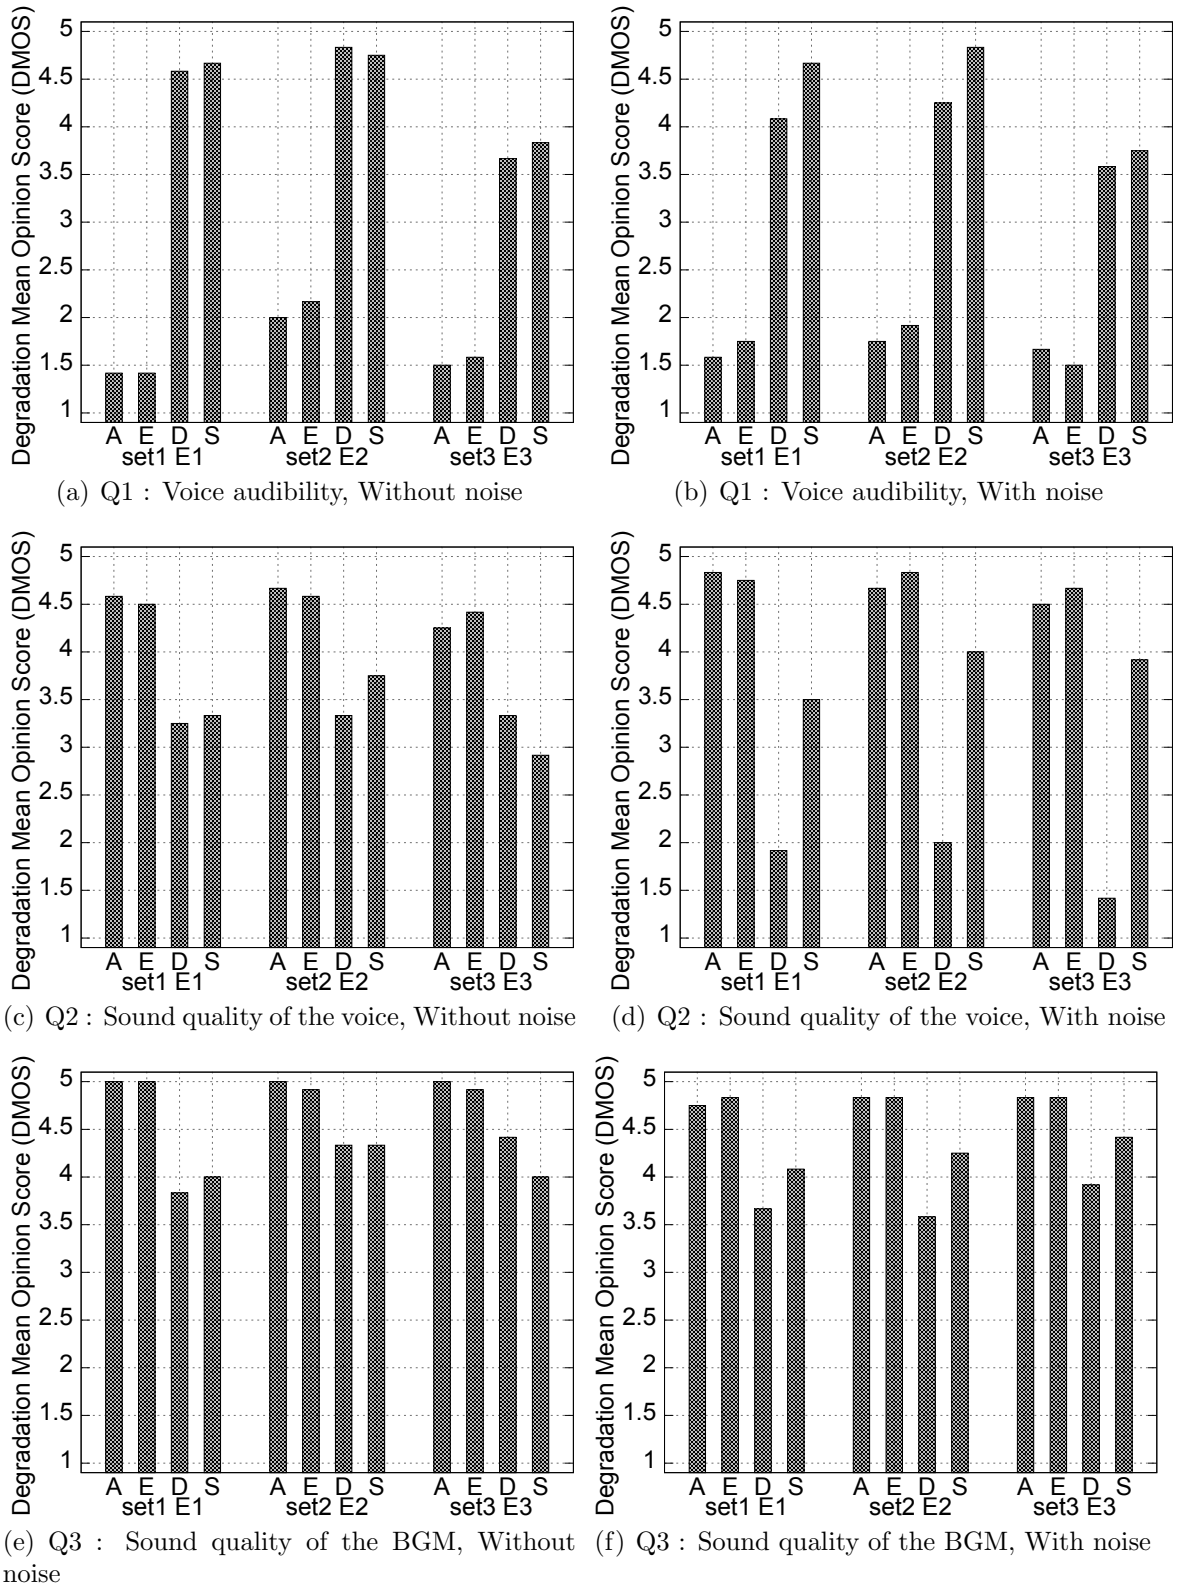 Degradation Mean Opinion Score (DMOS)
5
4.5
4
3.5
3
2.5
2
1.5
1
A E D S A E D S A E D S
set1 E1 set2 E2 set3 E3
(a) Q1 : Voice audibility, Without noise
Degradation Mean Opinion Score (DMOS)
5
4.5
4
3.5
3
2.5
2
1.5
1
A E D S A E D S A E D S
set1 E1 set2 E2 set3 E3
(b) Q1 : Voice audibility, With noise
Degradation Mean Opinion Score (DMOS)
5
4.5
4
3.5
3
2.5
2
1.5
1
A E D S A E D S A E D S
set1 E1 set2 E2 set3 E3
(c) Q2 : Sound quality of the voice, Without noise
Degradation Mean Opinion Score (DMOS)
5
4.5
4
3.5
3
2.5
2
1.5
1
A E D S A E D S A E D S
set1 E1 set2 E2 set3 E3
(d) Q2 : Sound quality of the voice, With noise
Degradation Mean Opinion Score (DMOS)
5
4.5
4
3.5
3
2.5
2
1.5
1
A E D S A E D S A E D S
set1 E1 set2 E2 set3 E3
(e) Q3 : Sound quality of the BGM, Without
noise
Degradation Mean Opinion Score (DMOS)
5
4.5
4
3.5
3
2.5
2
1.5
1
A E D S A E D S A E D S
set1 E1 set2 E2 set3 E3
(f) Q3 : Sound quality of the BGM, With noise